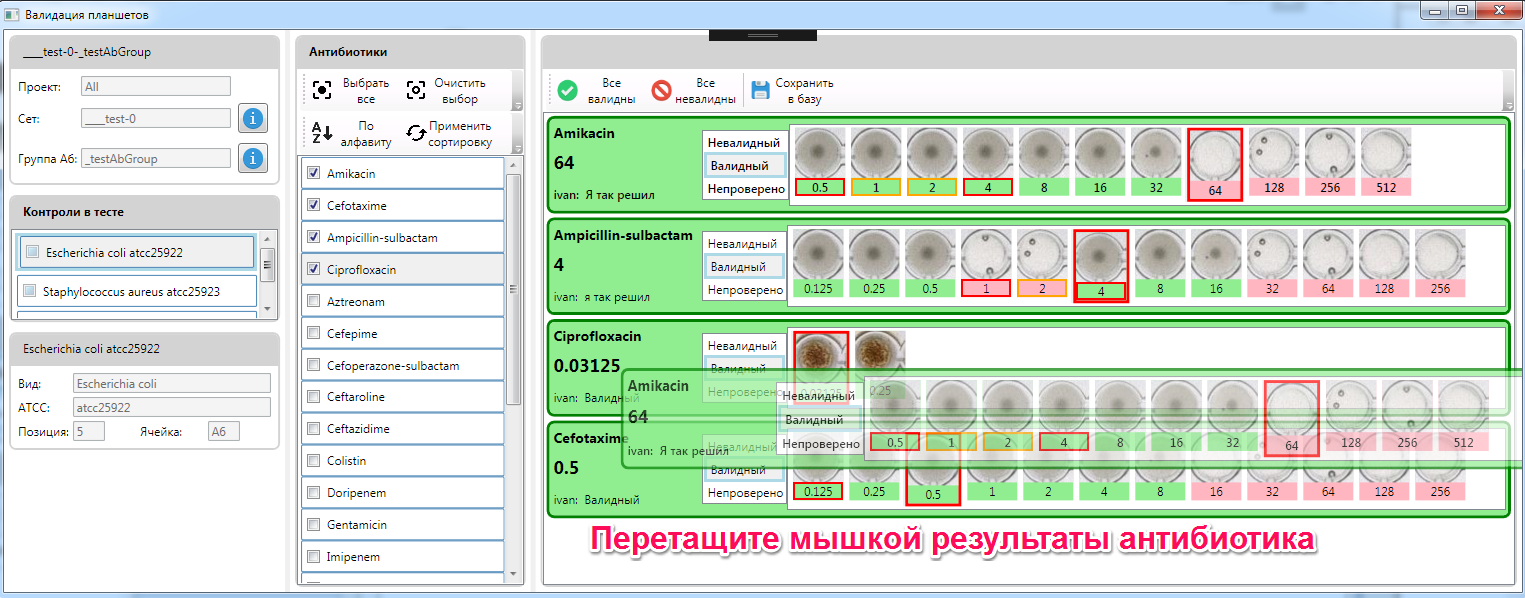 Валидация планшетов
___test-0-_testAbGroup
Проект: All
Сет: ___test-0
Группа Аб: _testAbGroup
Контроли в тесте
Escherichia coli atcc25922
Staphylococcus aureus atcc25923
Escherichia coli atcc25922
Вид: Escherichia coli
АТСС: atcc25922
Позиция: 5 Ячейка: A6
Антибиотики
Выбрать все
Очистить выбор
По алфавиту
Применить сортировку
Amikacin
Cefotaxime
Ampicillin-sulbactam
Ciprofloxacin
Aztreonam
Cefepime
Cefoperazone-sulbactam
Ceftaroline
Ceftazidime
Colistin
Doripenem
Gentamicin
Imipenem
Все валидны
Все невалидны
Сохранить в базу
Amikacin
64
ivan: Я так решил
Невалидный
Валидный
Непроверено
0.5 1 2 4 8 16 32 64 128 256 512
Ampicillin-sulbactam
4
ivan: я так решил
Невалидный
Валидный
Непроверено
0.125 0.25 0.5 1 2 4 8 16 32 64 128 256
Ciprofloxacin
0.03125
ivan: Валидный
Невалидный
Валидный
Непроверено
0.03125 0.25
Amikacin
64
ivan: Я так решил
Невалидный
Валидный
Непроверено
0.5 1 2 4 8 16 32 64 128 256 512
Cefotaxime
0.5
ivan: Валидный
Невалидный
Валидный
Непроверено
0.125 0.25 0.5 1 2 4 8 16 32 64 128 256
Перетащите мышкой результаты антибиотика